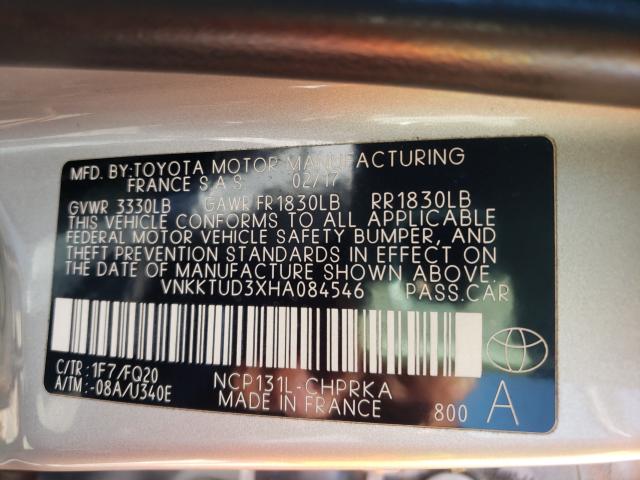 MFD. BY:TOYOTA MOTOR MANUFACTURING
FRANCE S A S 02/17
GVWR 3330LB GAWR FR1830LB RR1830LB
THIS VEHICLE CONFORMS TO ALL APPLICABLE
FEDERAL MOTOR VEHICLE SAFETY BUMPER, AND
THEFT PREVENTION STANDARDS IN EFFECT ON
THE DATE OF MANUFACTURE SHOWN ABOVE.
VNKKTUD3XHA084546 PASS.CAR
C/TR: 1F7/FQ20
A/TM: -08A/U340E
NCP131L-CHPRKA
MADE IN FRANCE
800 A